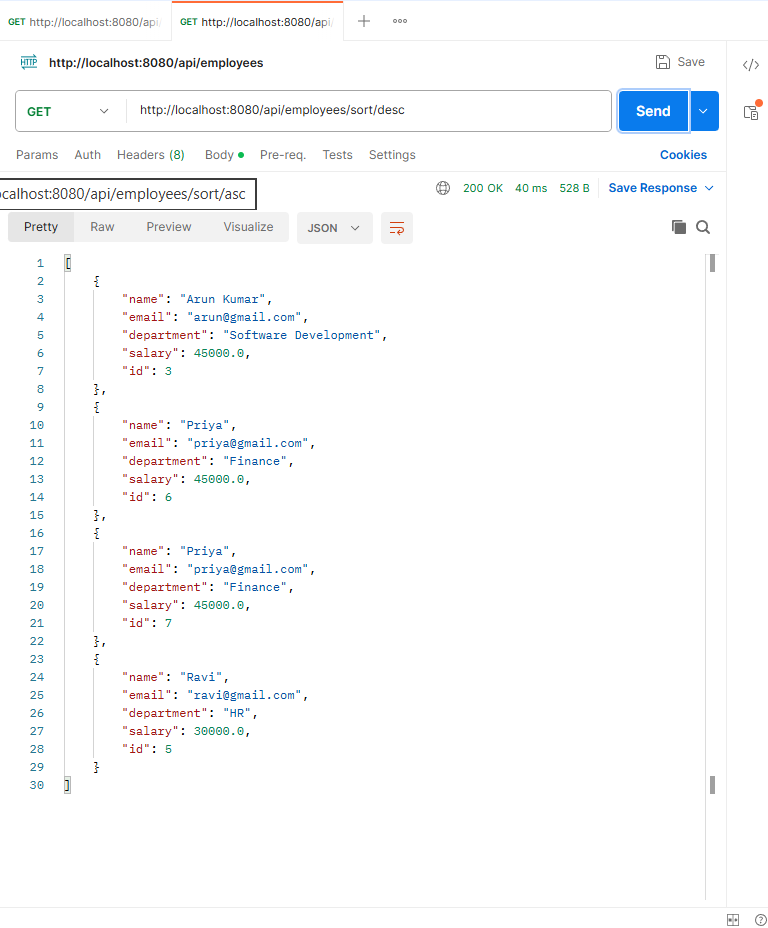 GET http://localhost:8080/api/ GET http://localhost:8080/api/
HTTP http://localhost:8080/api/employees Save
GET http://localhost:8080/api/employees/sort/desc Send
Params Auth Headers (8) Body Pre-req. Tests Settings Cookies
ocalhost:8080/api/employees/sort/asc 200 OK 40 ms 528 B Save Response
Pretty Raw Preview Visualize JSON
1 [
2 {
3 "name": "Arun Kumar",
4 "email": "arun@gmail.com",
5 "department": "Software Development",
6 "salary": 45000.0,
7 "id": 3
8 },
9 {
10 "name": "Priya",
11 "email": "priya@gmail.com",
12 "department": "Finance",
13 "salary": 45000.0,
14 "id": 6
15 },
16 {
17 "name": "Priya",
18 "email": "priya@gmail.com",
19 "department": "Finance",
20 "salary": 45000.0,
21 "id": 7
22 },
23 {
24 "name": "Ravi",
25 "email": "ravi@gmail.com",
26 "department": "HR",
27 "salary": 30000.0,
28 "id": 5
29 }
30 ]